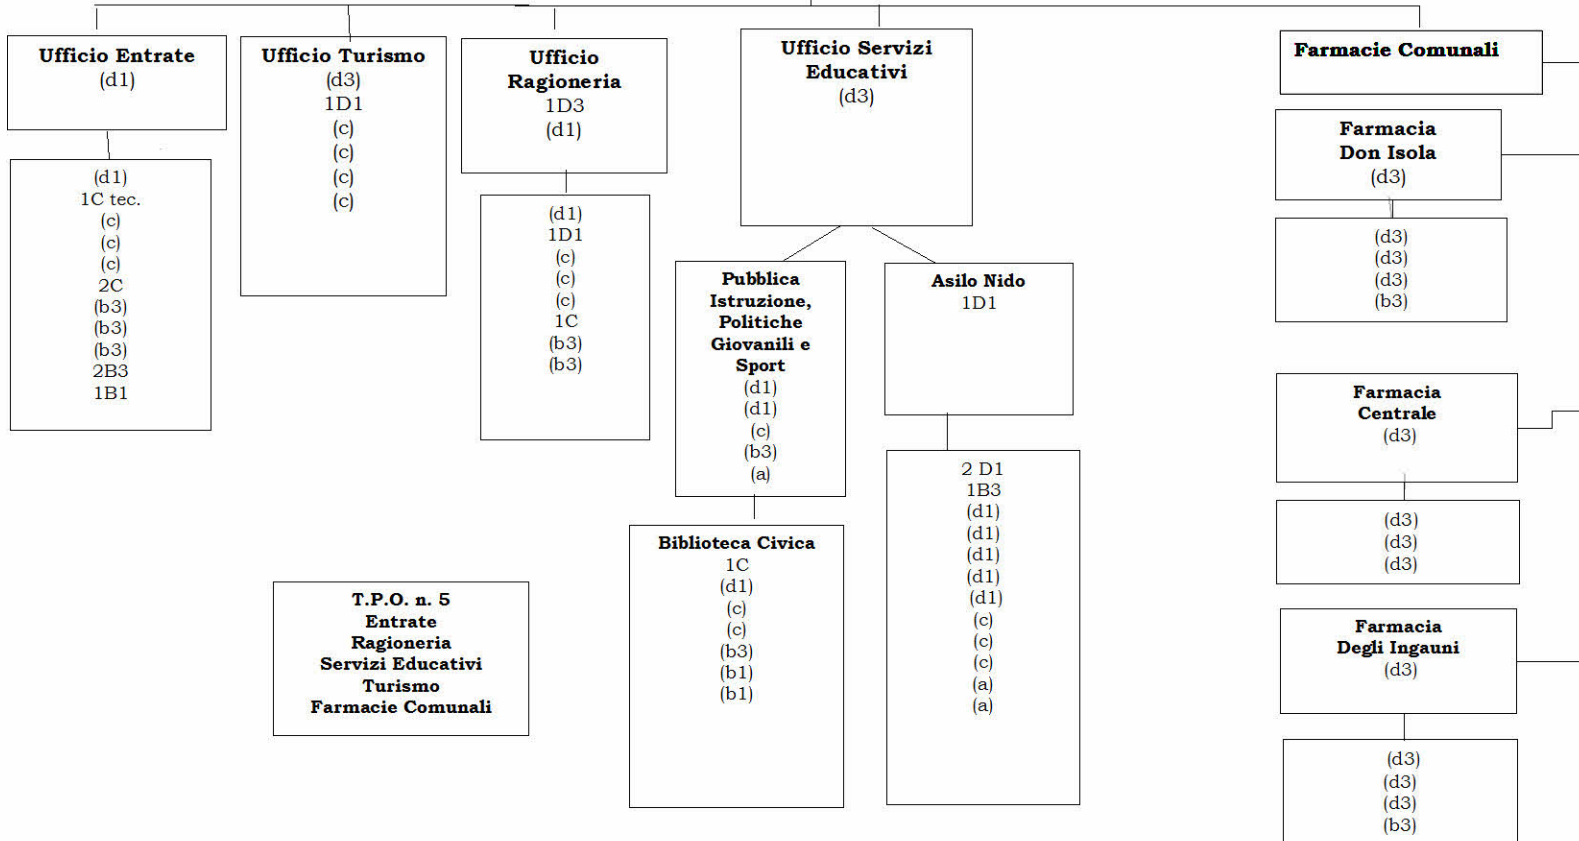 Ufficio Entrate
(d1)
(d1)
1C tec.
(c)
(c)
(c)
2C
(b3)
(b3)
(b3)
2B3
1B1
Ufficio Turismo
(d3)
1D1
(c)
(c)
(c)
(c)
Ufficio
Ragioneria
1D3
(d1)
(d1)
1D1
(c)
(c)
(c)
1C
(b3)
(b3)
Ufficio Servizi
Educativi
(d3)
Pubblica
Istruzione,
Politiche
Giovanili e
Sport
(d1)
(d1)
(c)
(b3)
(a)
Biblioteca Civica
1C
(d1)
(c)
(c)
(b3)
(b1)
(b1)
Asilo Nido
1D1
2 D1
1B3
(d1)
(d1)
(d1)
(d1)
(d1)
(c)
(c)
(c)
(a)
(a)
Farmacie Comunali
Farmacia
Don Isola
(d3)
(d3)
(d3)
(d3)
(b3)
Farmacia
Centrale
(d3)
(d3)
(d3)
(d3)
Farmacia
Degli Ingauni
(d3)
(d3)
(d3)
(d3)
(b3)
T.P.O. n. 5
Entrate
Ragioneria
Servizi Educativi
Turismo
Farmacie Comunali